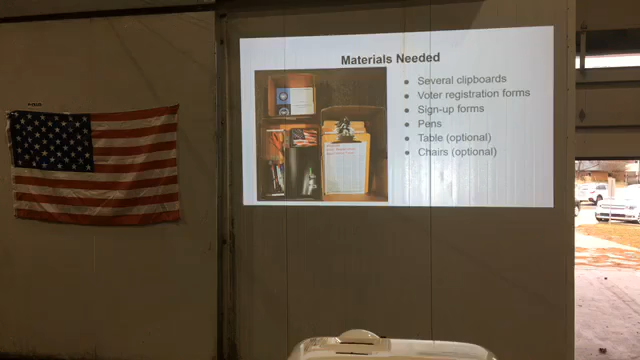 Materials Needed
Several clipboards
Voter registration forms
Sign-up forms
Pens
Table (optional)
Chairs (optional)